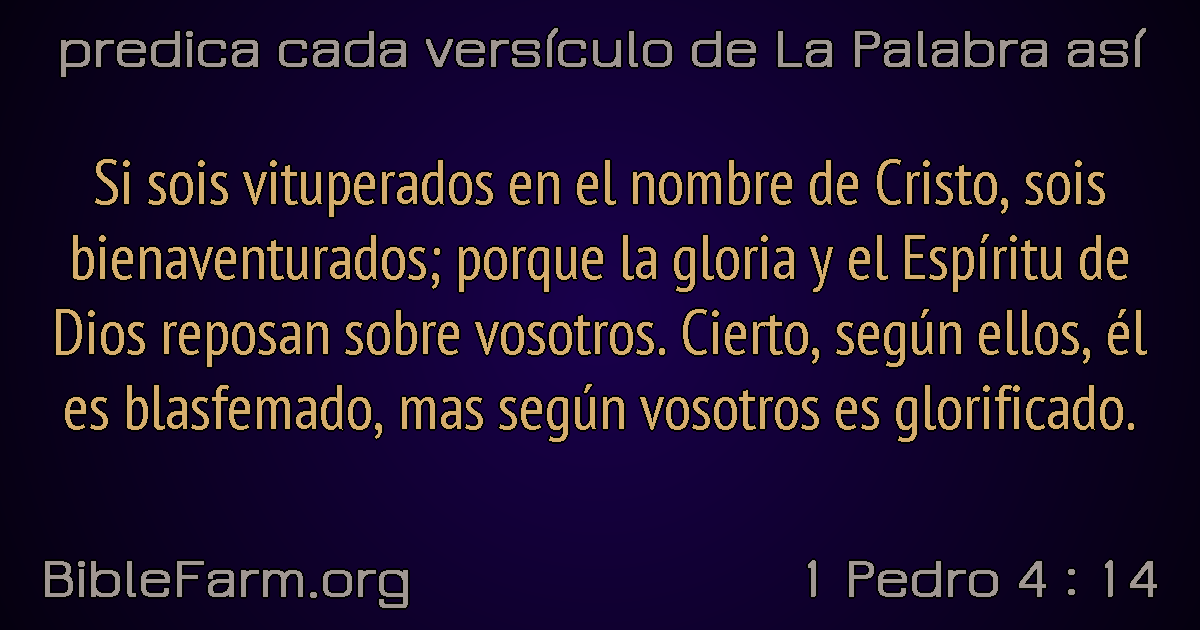 predica cada versículo de La Palabra así
Si sois vituperados en el nombre de Cristo, sois
bienaventurados; porque la gloria y el Espíritu de
Dios reposan sobre vosotros. Cierto, según ellos, él
es blasfemado, mas según vosotros es glorificado.
BibleFarm.org
1 Pedro 4 : 14